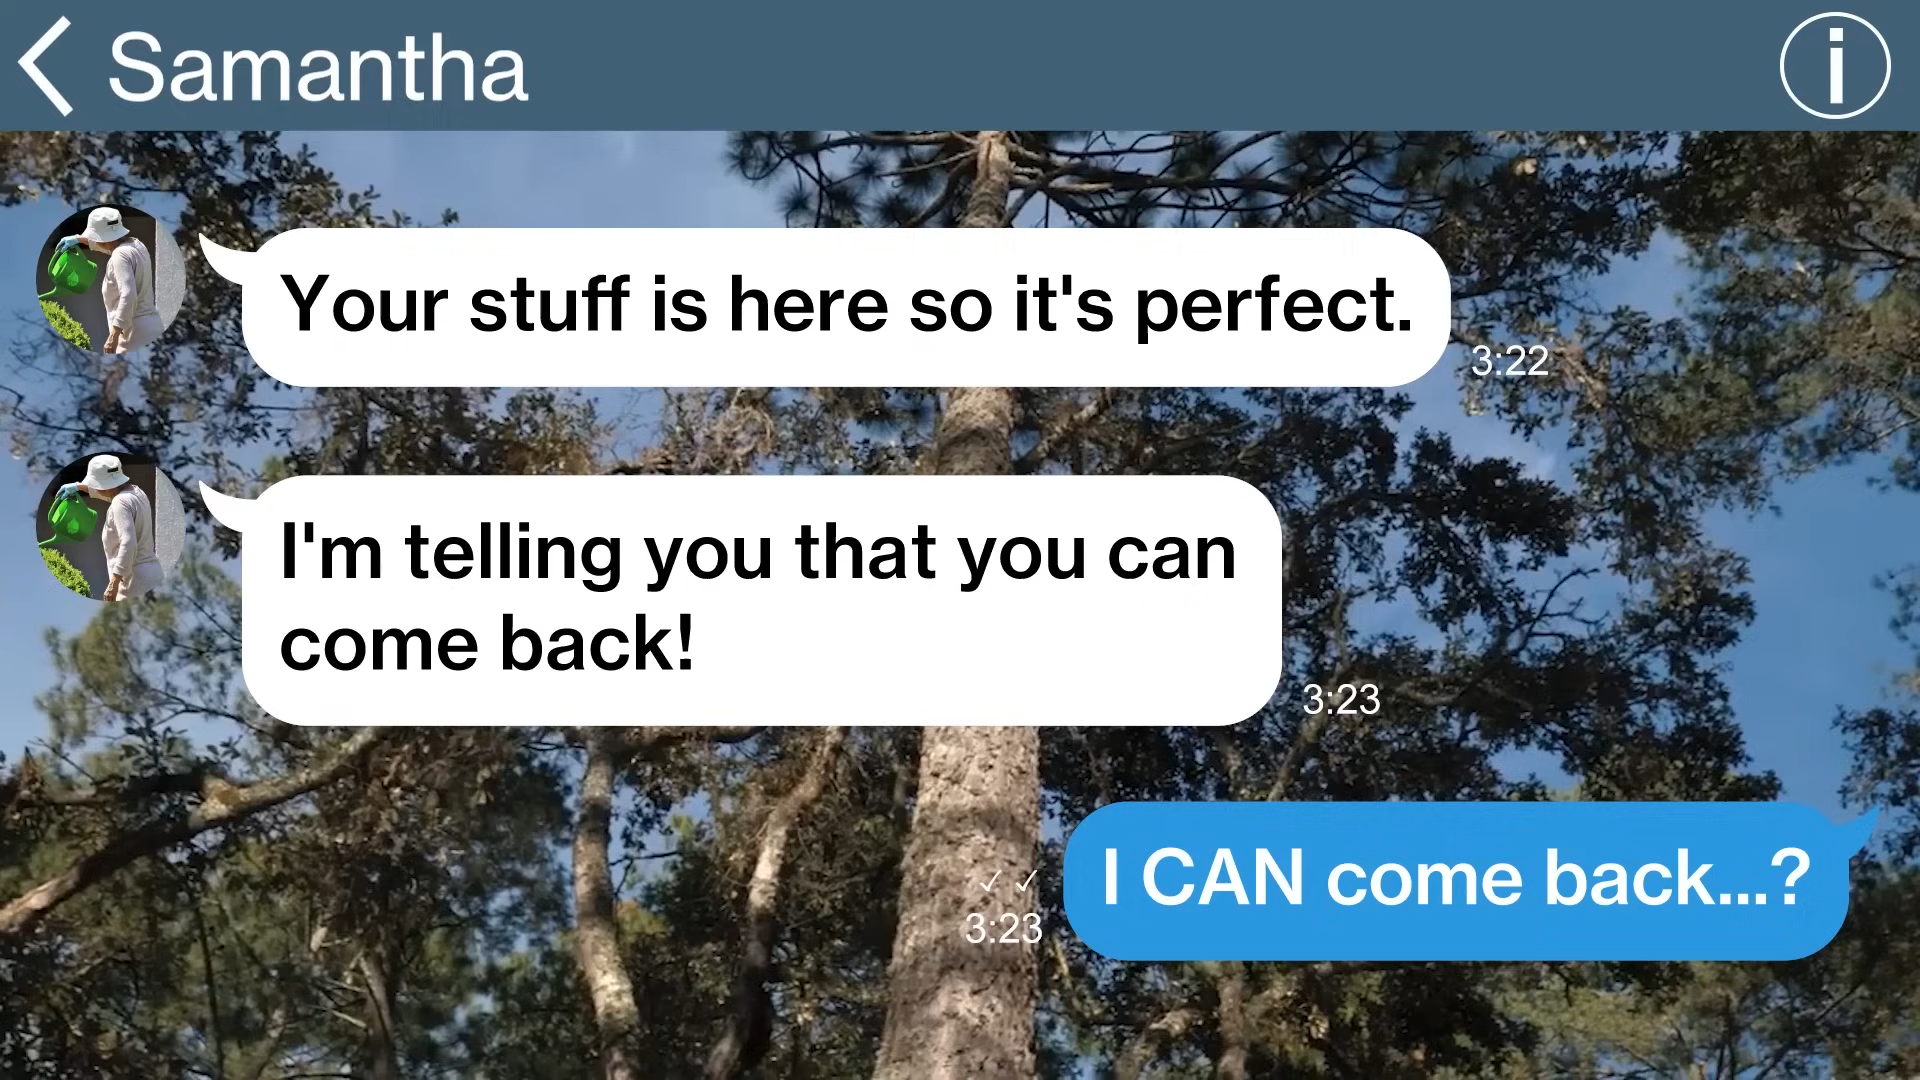 Samantha
Your stuff is here so it's perfect.
3:22
I'm telling you that you can
come back!
3:23
I CAN come back...?
3:23